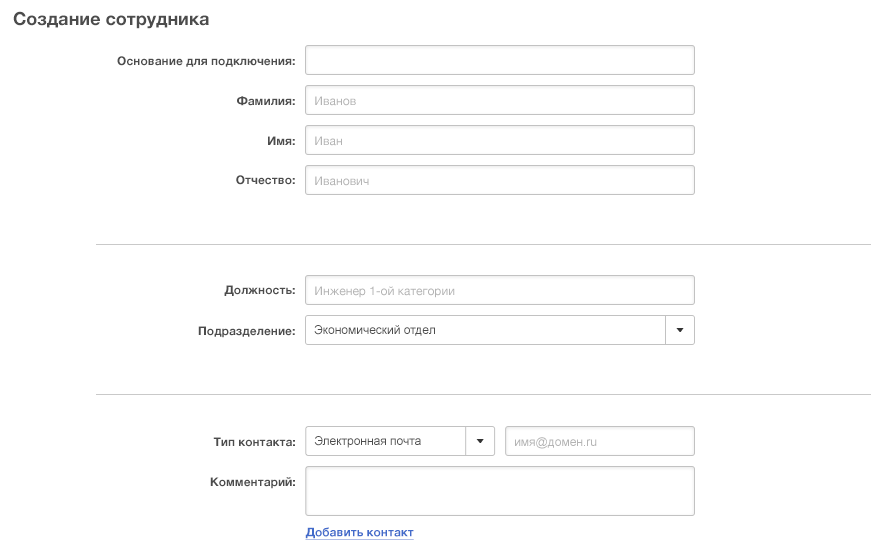 Создание сотрудника
Основание для подключения:
Фамилия: Иванов
Имя: Иван
Отчество: Иванович
Должность: Инженер 1-ой категории
Подразделение: Экономический отдел
Тип контакта: Электронная почта имя@домен.ru
Комментарий:
Добавить контакт